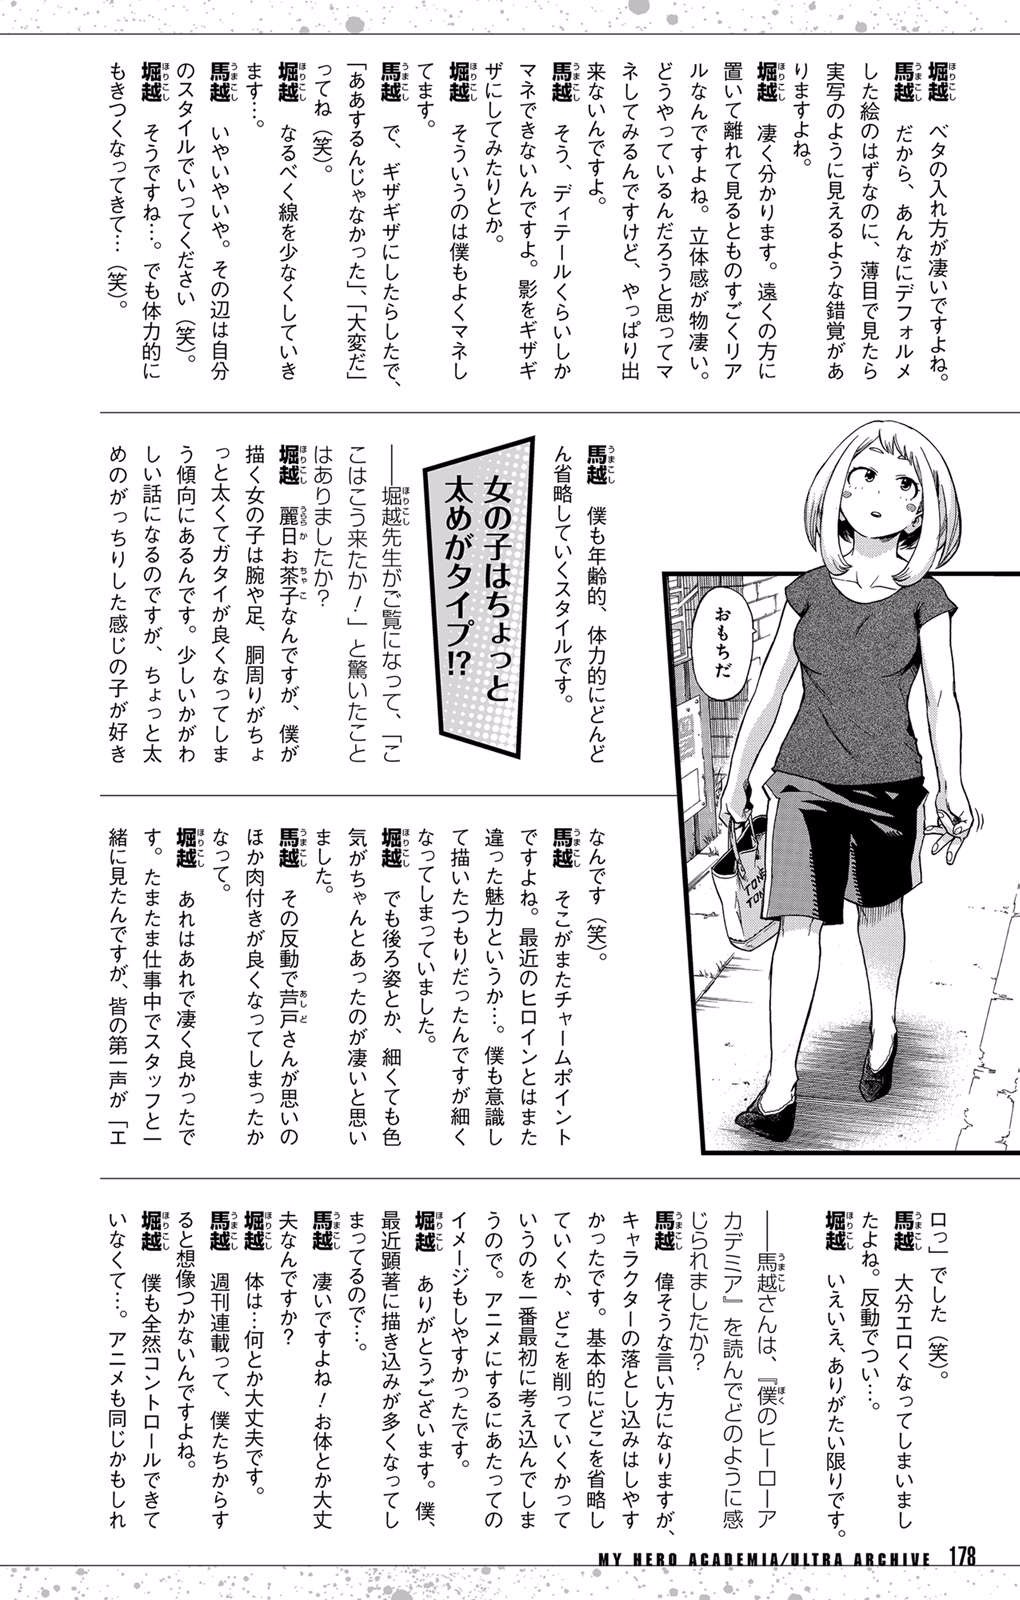 堀越　ベタの入れ方が凄いですよね。
馬越　だから、あんなにデフォルメ
した絵のはずなのに、薄目で見たら
実写のように見えるような錯覚があ
りますよね。
堀越　凄く分かります。遠くの方に
置いて離れて見るとものすごくリア
ルなんですよね。立体感が物凄い。
どうやっているんだろうと思ってマ
ネしてみるんですけど、やっぱり出
来ないんですよ。
馬越　そう、ディテールくらいしか
マネできないんですよ。影をギザギ
ザにしてみたりとか。
堀越　そういうのは僕もよくマネし
てます。
馬越　で、ギザギザにしたらしたで、
「ああするんじゃなかった」、「大変だ」
ってね（笑）。
堀越　なるべく線を少なくしていき
ます…。
馬越　いやいやいや。その辺は自分
のスタイルでいってください（笑）。
堀越　そうですね…。でも体力的に
もきつくなってきて…（笑）。
馬越　僕も年齢的、体力的にどんど
ん省略していくスタイルです。
女の子はちょっと
太めがタイプ!?
――堀越先生がご覧になって、「こ
こはこう来たか！」と驚いたこと
はありましたか？
堀越　麗日お茶子なんですが、僕が
描く女の子は腕や足、胴周りがちょ
っと太くてガタイが良くなってしま
う傾向にあるんです。少しいかがわ
しい話になるのですが、ちょっと太
めのがっちりした感じの子が好き
おもちだ
TONE
TONE
なんです（笑）。
馬越　そこがまたチャームポイント
ですよね。最近のヒロインとはまた
違った魅力というか…。僕も意識し
て描いたつもりだったんですが細く
なってしまっていました。
堀越　でも後ろ姿とか、細くても色
気がちゃんとあったのが凄いと思い
ました。
馬越　その反動で芦戸さんが思いの
ほか肉付きが良くなってしまったか
なって。
堀越　あれはあれで凄く良かったで
す。たまたま仕事中でスタッフと一
緒に見たんですが、皆の第一声が「エ
ロっ」でした（笑）。
馬越　大分エロくなってしまいまし
たよね。反動でつい…。
堀越　いえいえ、ありがたい限りです。
――馬越さんは、『僕のヒーローア
カデミア』を読んでどのように感
じられましたか？
馬越　偉そうな言い方になりますが、
キャラクターの落とし込みはしやす
かったです。基本的にどこを省略し
ていくか、どこを削っていくかって
いうのを一番最初に考え込んでしま
うので。アニメにするにあたっての
イメージもしやすかったです。
堀越　ありがとうございます。僕、
最近顕著に描き込みが多くなってし
まってるので…。
馬越　凄いですよね！お体とか大丈
夫なんですか？
堀越　体は…何とか大丈夫です。
馬越　週刊連載って、僕たちからす
ると想像つかないんですよね。
堀越　僕も全然コントロールできて
いなくて…。アニメも同じかもしれ
MY HERO ACADEMIA/ULTRA ARCHIVE 178